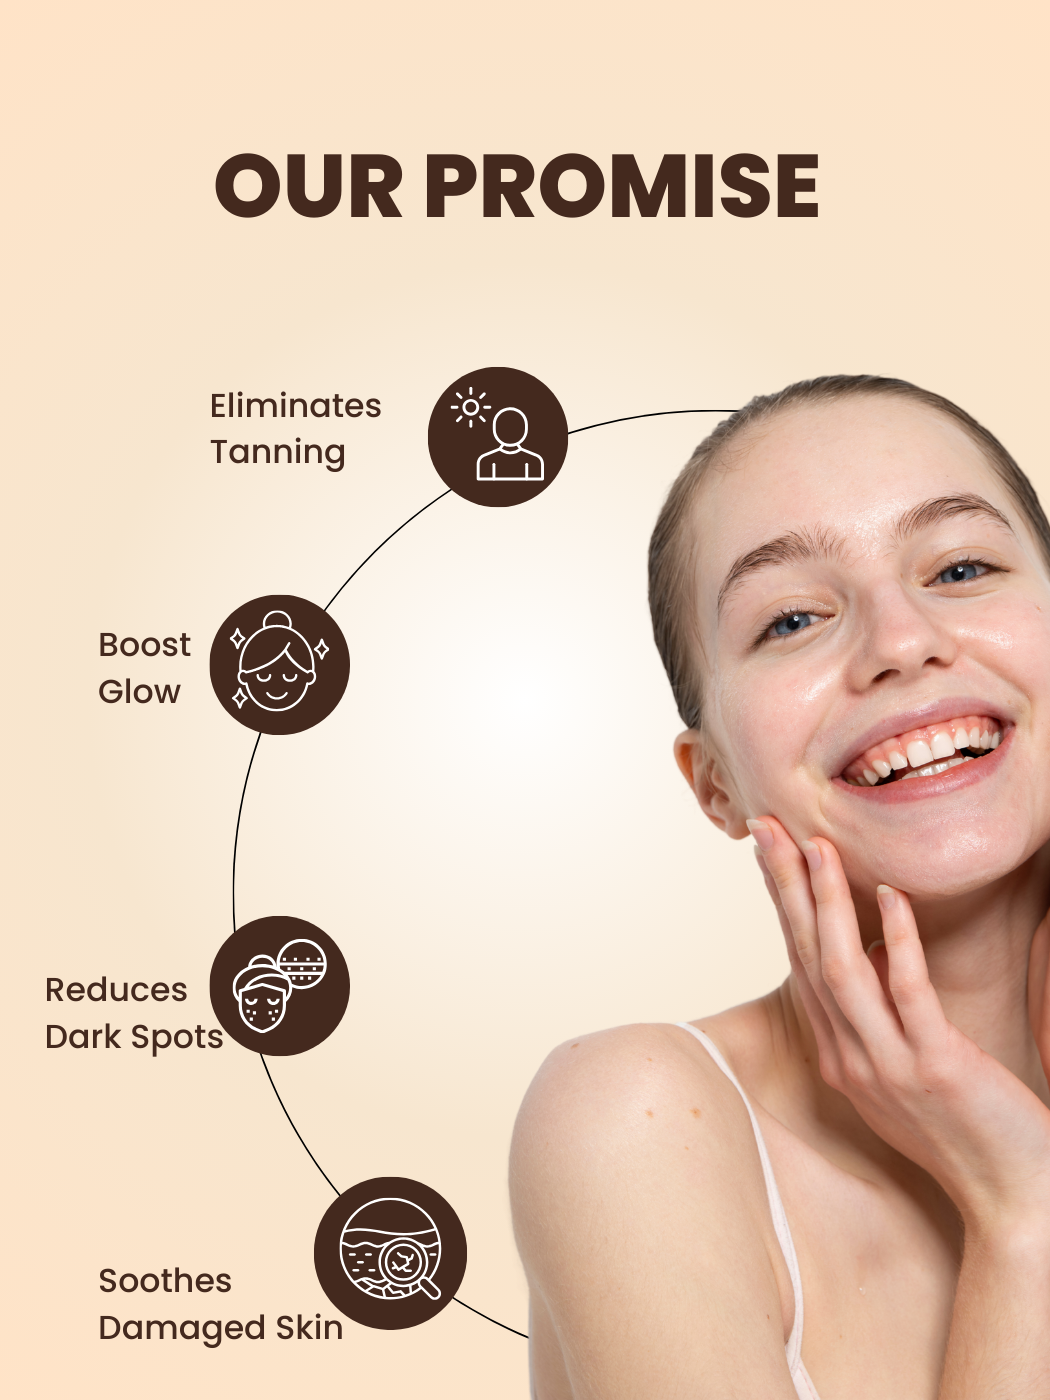 OUR PROMISE
Eliminates
Tanning
Boost
Glow
Reduces
Dark Spots
Soothes
Damaged Skin